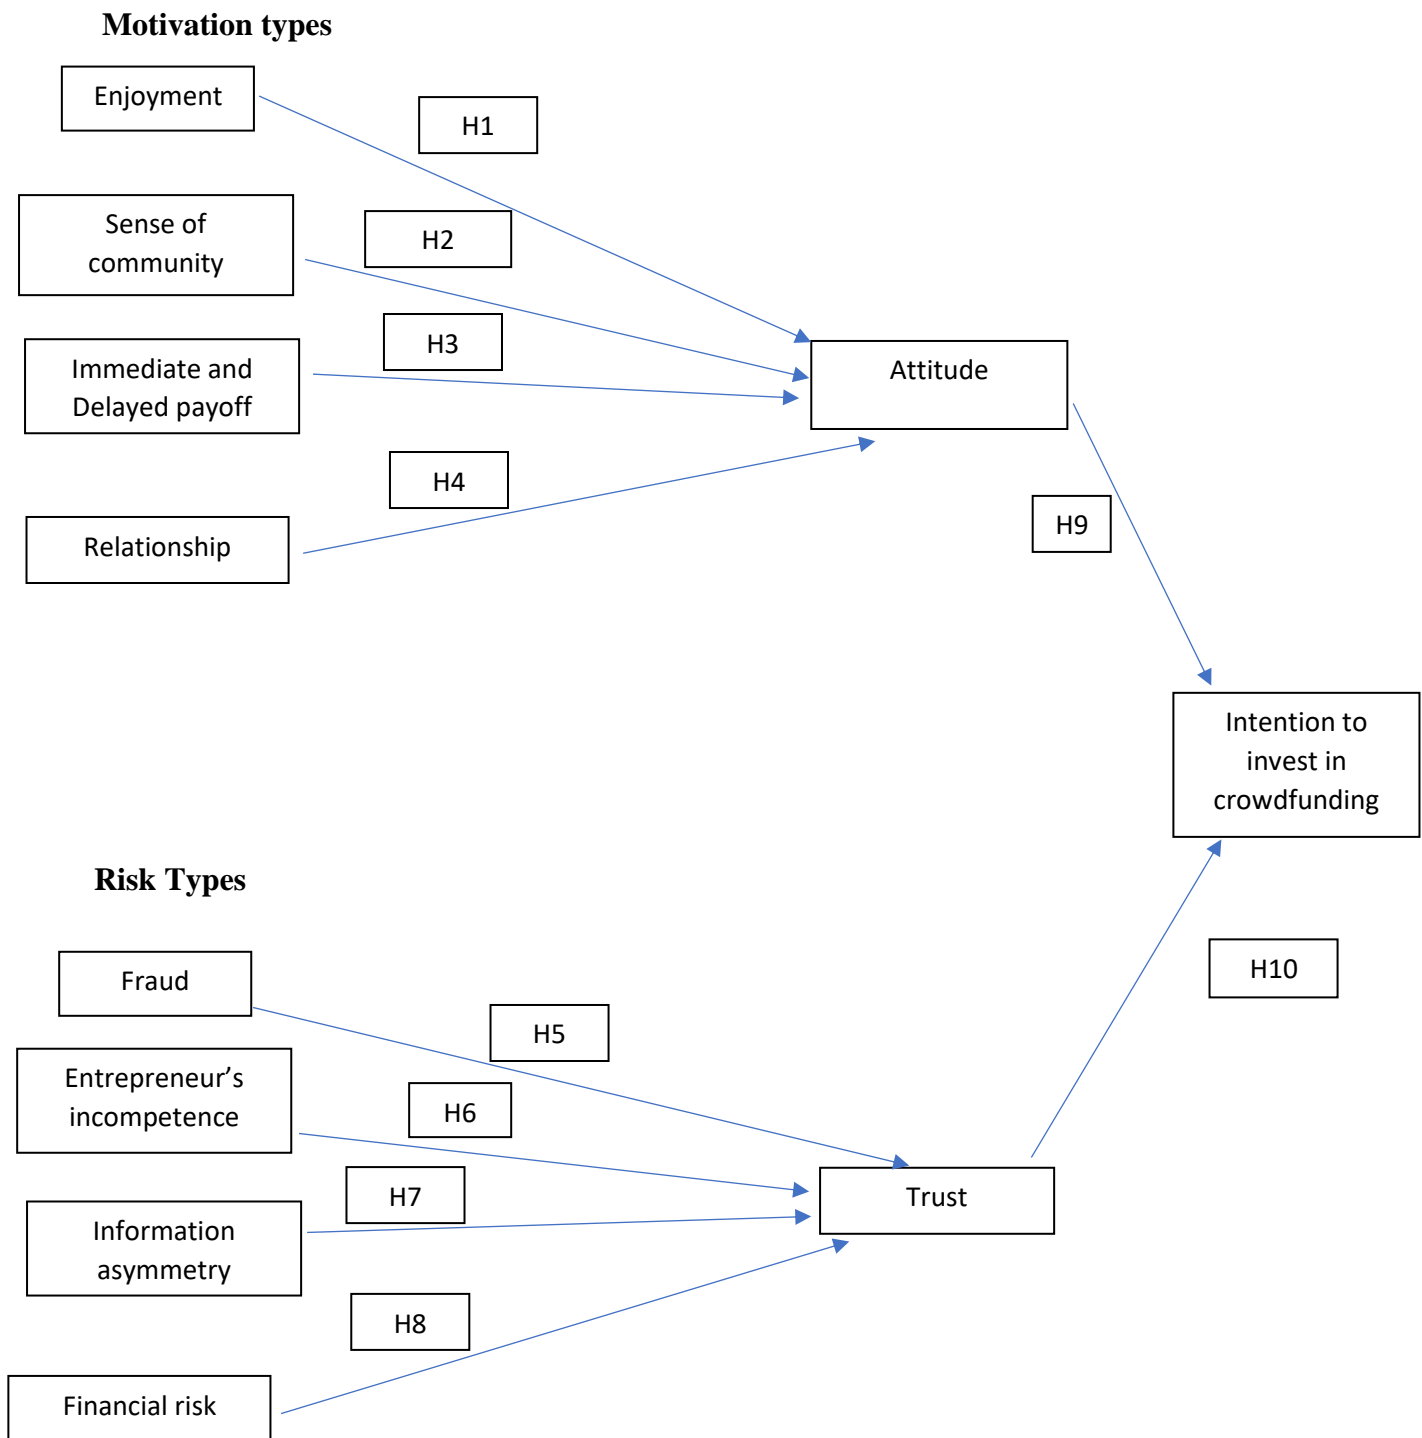 Motivation types
Enjoyment
H1
Sense of
community
H2
Immediate and
Delayed payoff
H3
Attitude
H4
Relationship
H9
Intention to
invest in
crowdfunding
Risk Types
Fraud
H10
H5
Entrepreneur’s
incompetence
H6
Information
asymmetry
H7
Trust
H8
Financial risk